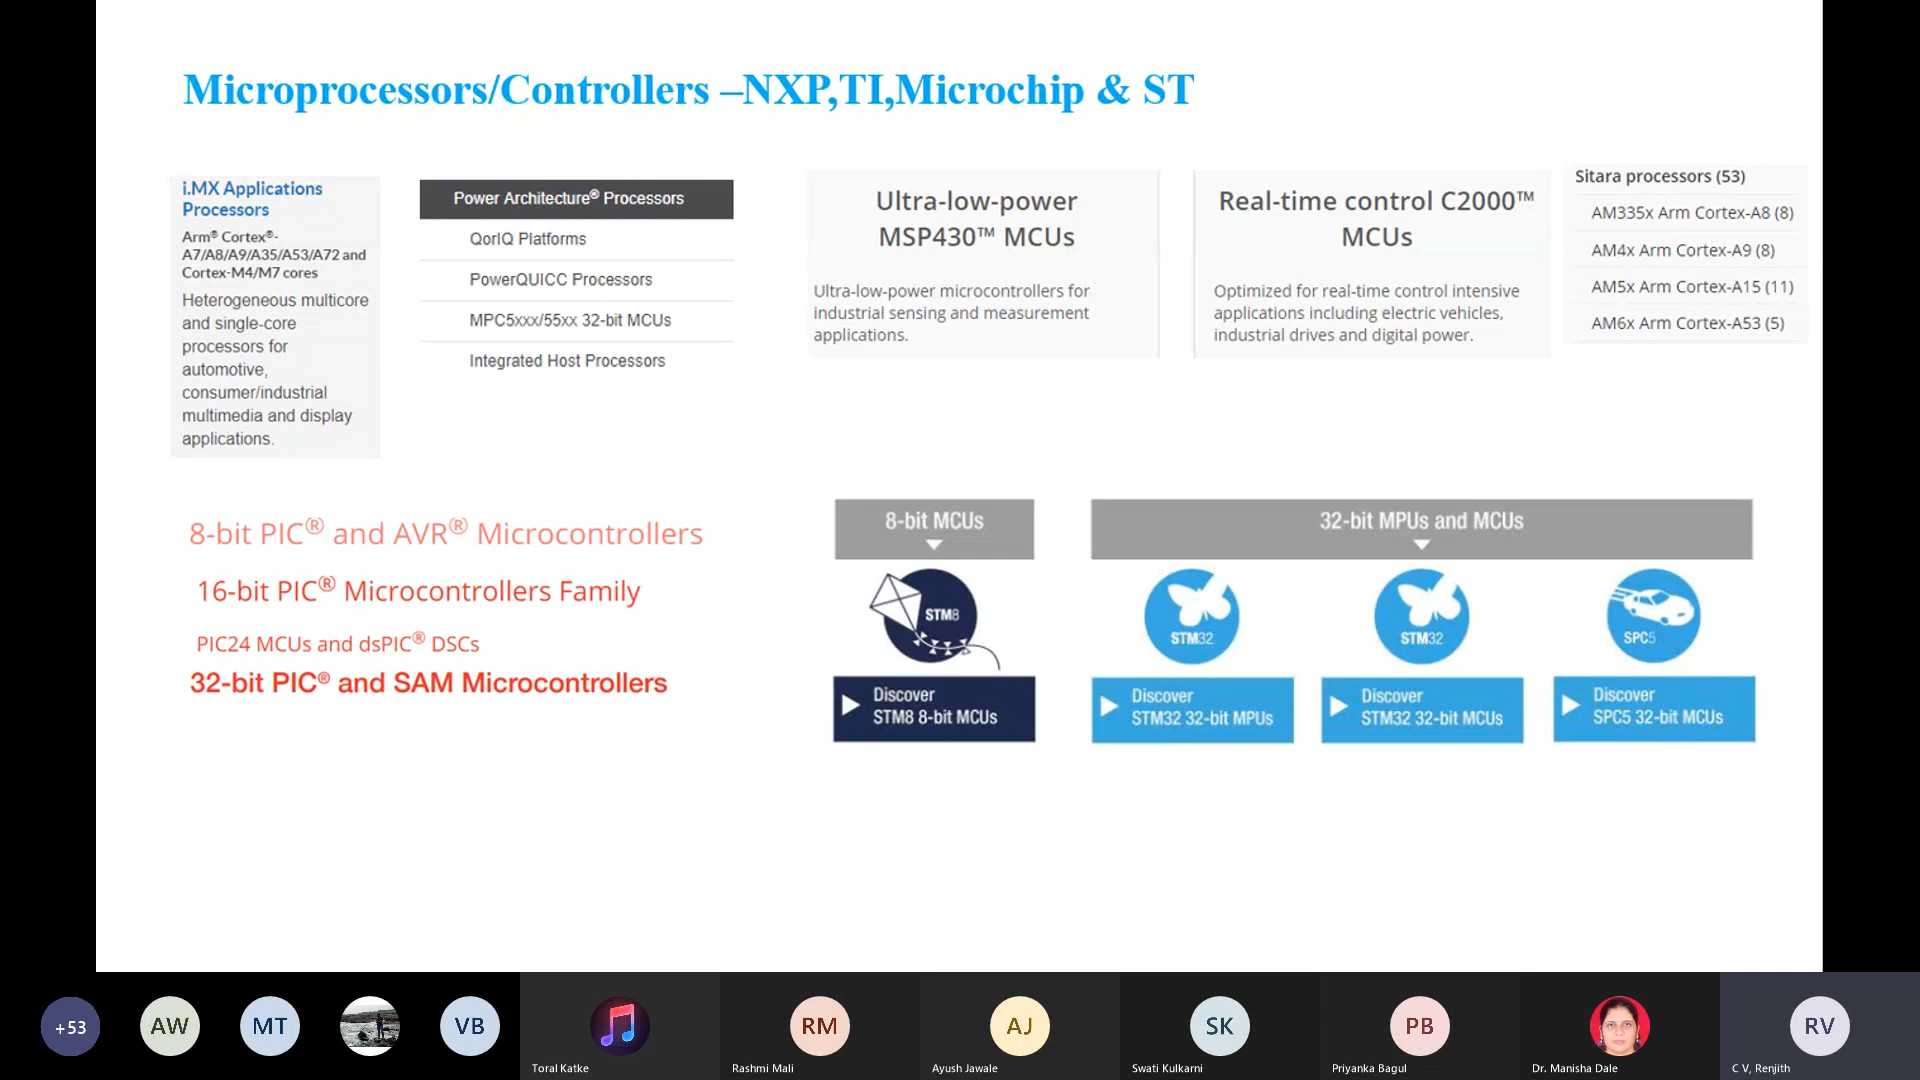 Microprocessors/Controllers –NXP,TI,Microchip & ST
i.MX Applications
Processors
Arm® Cortex®-
A7/A8/A9/A35/A53/A72 and
Cortex-M4/M7 cores
Heterogeneous multicore
and single-core
processors for
automotive,
consumer/industrial
multimedia and display
applications.
Power Architecture® Processors
QorIQ Platforms
PowerQUICC Processors
MPC5xxx/55xx 32-bit MCUs
Integrated Host Processors
Ultra-low-power
MSP430™ MCUs
Ultra-low-power microcontrollers for
industrial sensing and measurement
applications.
Real-time control C2000™
MCUs
Optimized for real-time control intensive
applications including electric vehicles,
industrial drives and digital power.
Sitara processors (53)
AM335x Arm Cortex-A8 (8)
AM4x Arm Cortex-A9 (8)
AM5x Arm Cortex-A15 (11)
AM6x Arm Cortex-A53 (5)
8-bit PIC® and AVR® Microcontrollers
16-bit PIC® Microcontrollers Family
PIC24 MCUs and dsPIC® DSCs
32-bit PIC® and SAM Microcontrollers
8-bit MCUs
STM8
Discover
STM8 8-bit MCUs
32-bit MPUs and MCUs
STM32
Discover
STM32 32-bit MPUs
STM32
Discover
STM32 32-bit MCUs
SPC5
Discover
SPC5 32-bit MCUs
+53
AW
MT
VB
Toral Katke
RM
Rashmi Mali
AJ
Ayush Jawale
SK
Swati Kulkarni
PB
Priyanka Bagul
Dr. Manisha Dale
RV
C V, Renjith